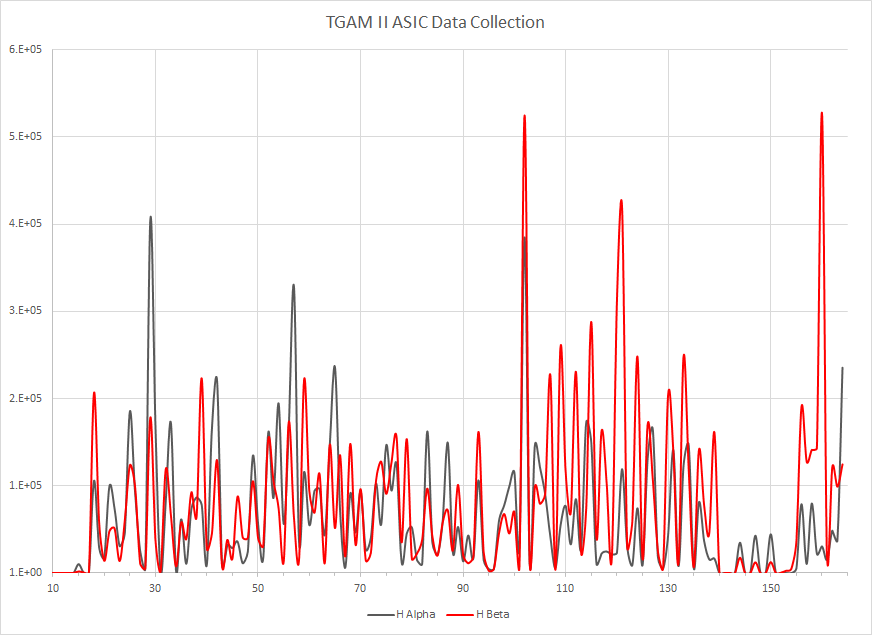 TGAM II ASIC Data Collection
6.E+05
5.E+05
4.E+05
3.E+05
2.E+05
1.E+05
1.E+00
10 30 50 70 90 110 130 150
H Alpha H Beta